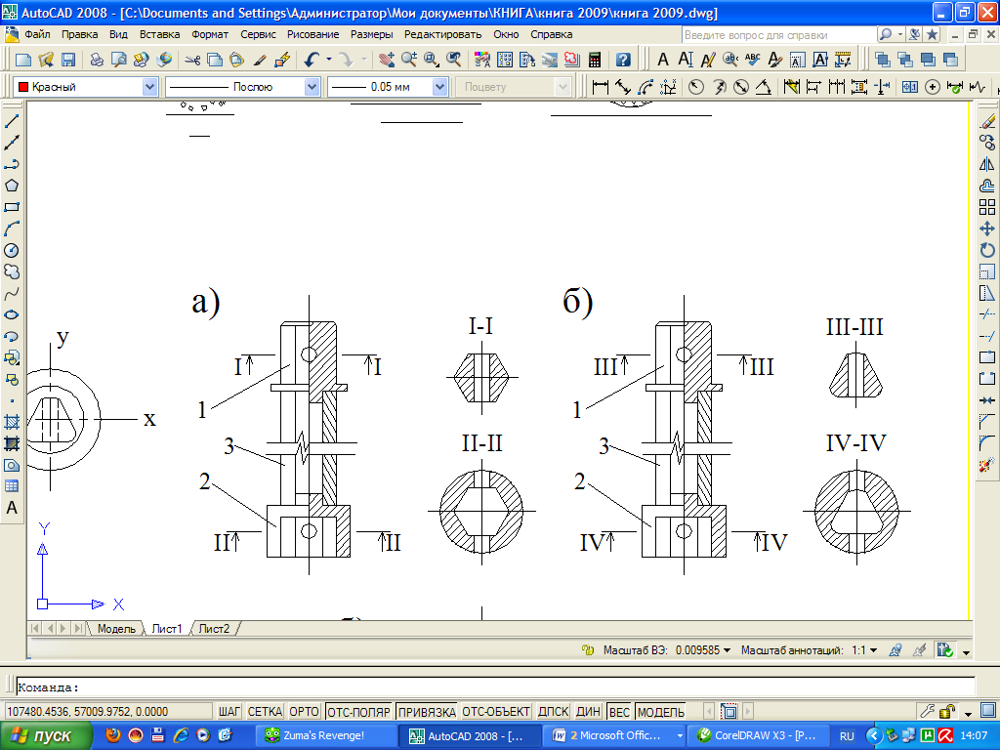 AutoCAD 2008 - [C:\Documents and Settings\Администратор\Мои документы\КНИГА\книга 2009\книга 2009.dwg]
Файл Правка Вид Вставка Формат Сервис Рисование Размеры Редактировать Окно Справка Введите вопрос для справки
Красный Послою 0.05 мм Поцвету
а) б)
I-I III-III
I I III III
1 1
у
х
3 II-II 3 IV-IV
2 2
II II IV IV
Y
X
Модель Лист1 Лист2
Масштаб ВЭ: 0.009585 Масштаб аннотаций: 1:1
Команда:
107480.4536, 57009.9752, 0.0000 ШАГ СЕТКА ОРТО ОТС-ПОЛЯР ПРИВЯЗКА ОТС-ОБЪЕКТ ДПСК ДИН ВЕС МОДЕЛЬ
пуск Zuma's Revenge! AutoCAD 2008 - [... 2 Microsoft Offic... CorelDRAW X3 - [P... RU 14:07